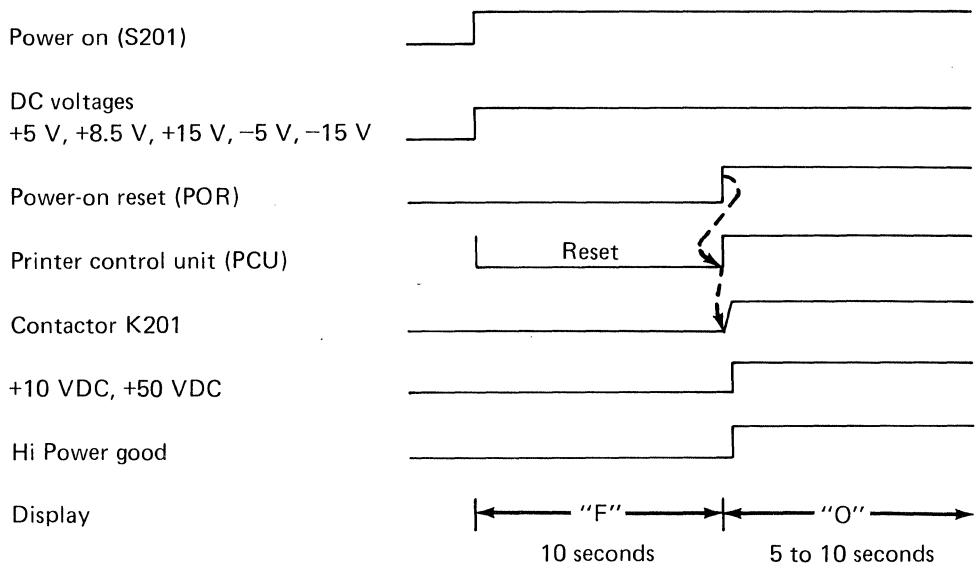 Power on (S201)
DC voltages
+5 V, +8.5 V, +15 V, −5 V, −15 V
Power-on reset (POR)
Printer control unit (PCU)
Reset
Contactor K201
+10 VDC, +50 VDC
Hi Power good
Display
"F"
"O"
10 seconds
5 to 10 seconds